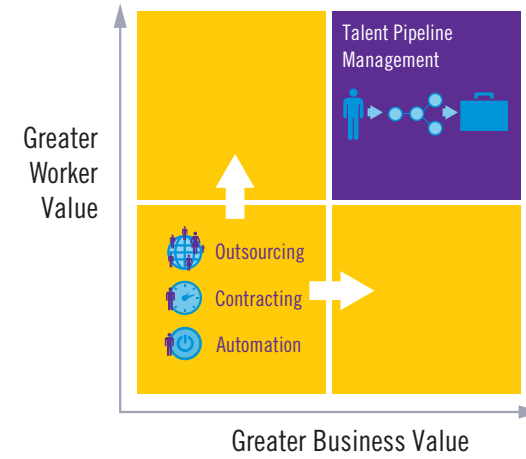 Talent Pipeline
Management
Greater
Worker
Value
Outsourcing
Contracting
Automation
Greater Business Value